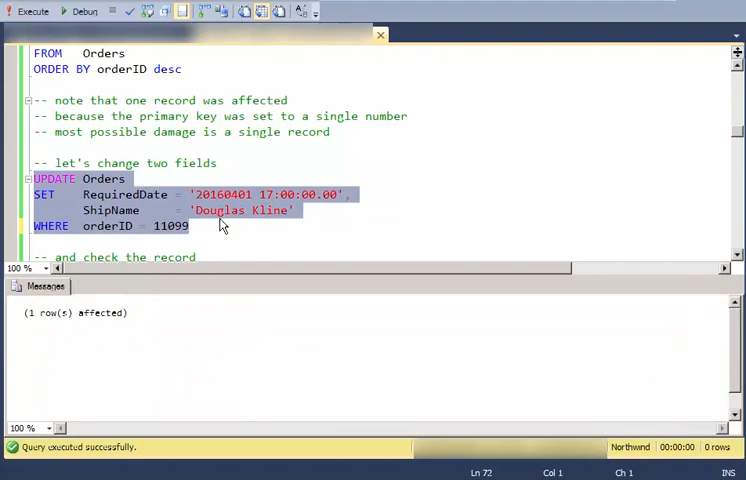 Execute Debug
FROM Orders
ORDER BY orderID desc
-- note that one record was affected
-- because the primary key was set to a single number
-- most possible damage is a single record
-- let's change two fields
UPDATE Orders
SET RequiredDate = '20160401 17:00:00.00',
ShipName = 'Douglas Kline'
WHERE orderID = 11099
-- and check the record
100 %
Messages
(1 row(s) affected)
100 %
Query executed successfully. Northwind 00:00:00 0 rows
Ln 72 Col 1 Ch 1 INS